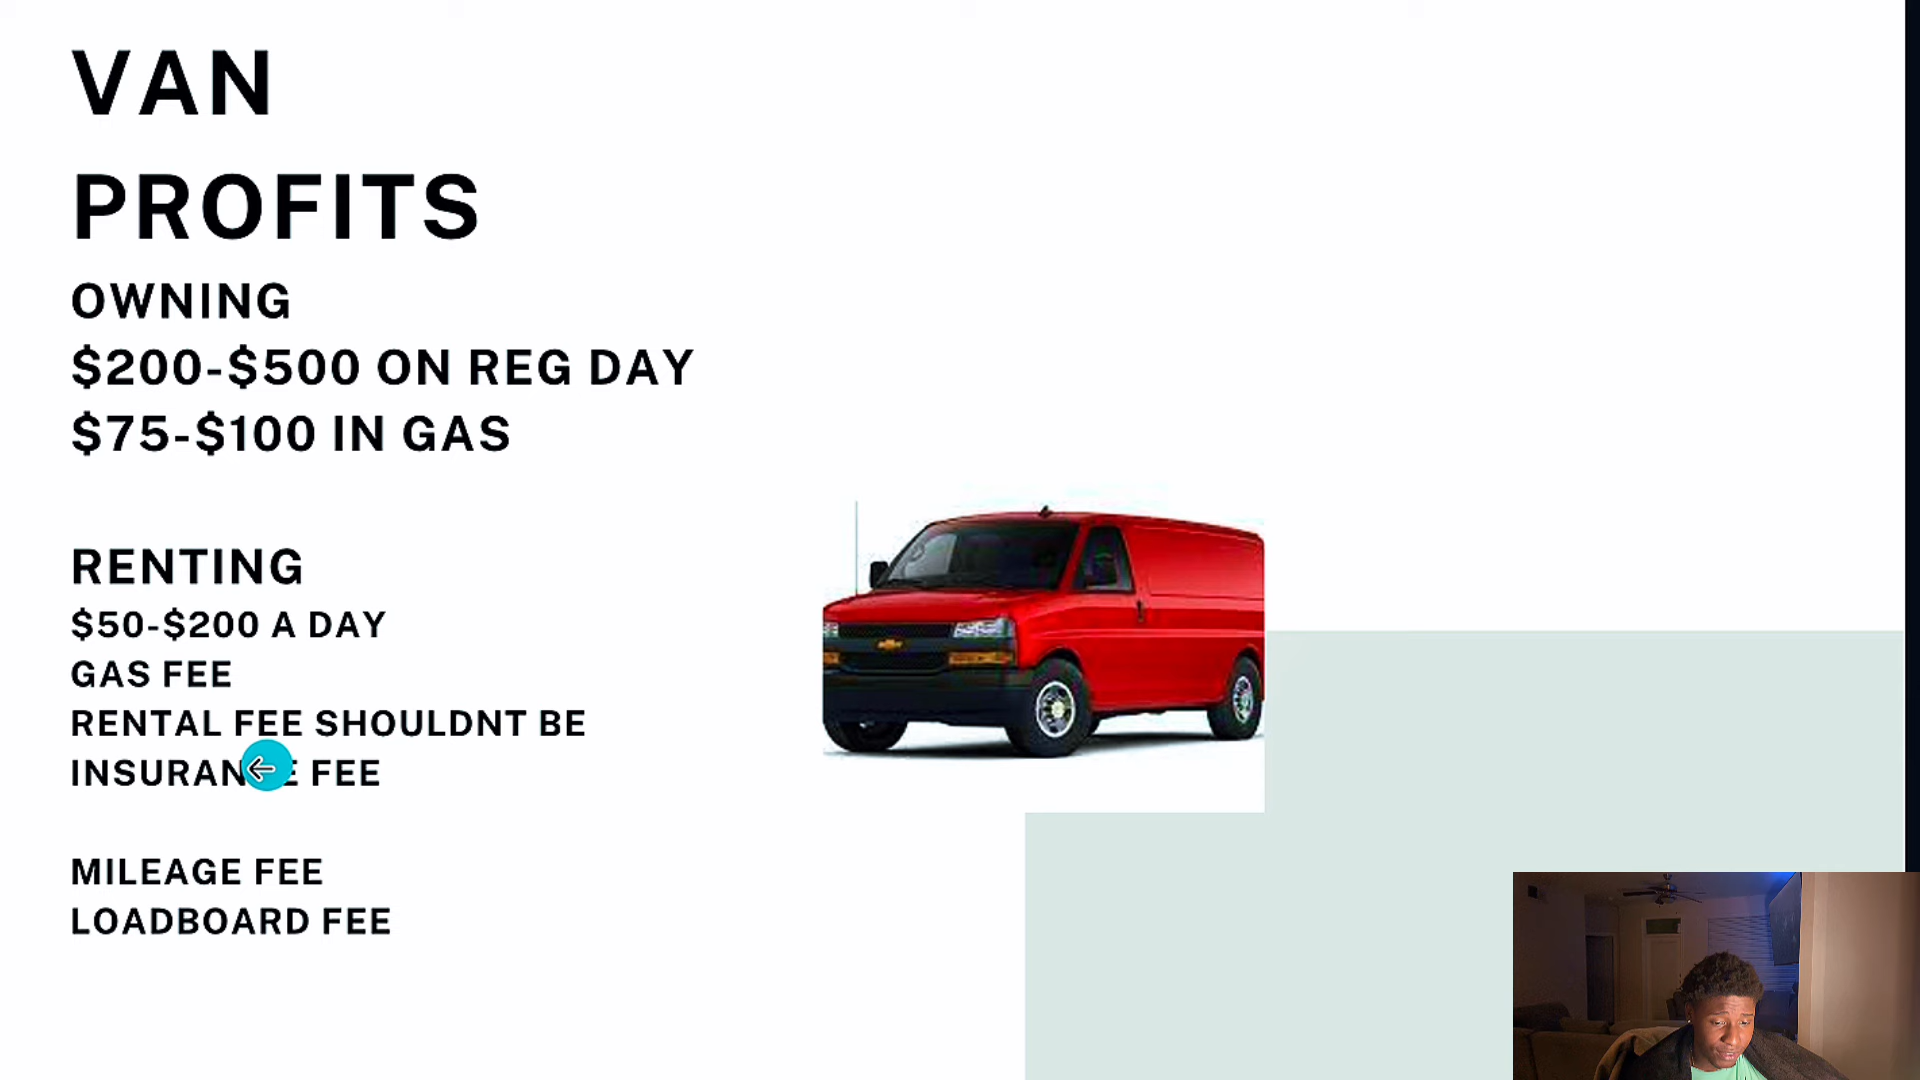 VAN
PROFITS
OWNING
$200-$500 ON REG DAY
$75-$100 IN GAS
RENTING
$50-$200 A DAY
GAS FEE
RENTAL FEE SHOULDNT BE
INSURANCE FEE
MILEAGE FEE
LOADBOARD FEE